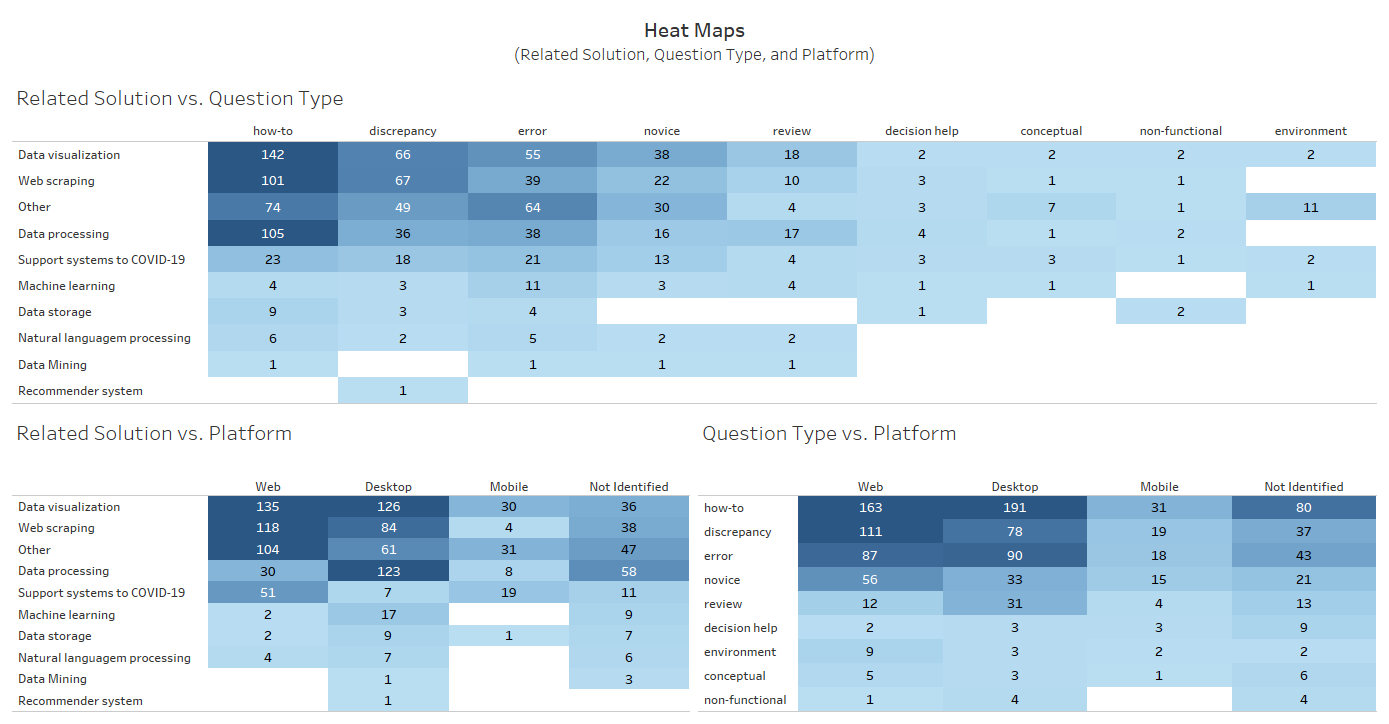 Heat Maps
(Related Solution, Question Type, and Platform)
Related Solution vs. Question Type
how-to discrepancy error novice review decision help conceptual non-functional environment
Data visualization 142 66 55 38 18 2 2 2 2
Web scraping 101 67 39 22 10 3 1 1
Other 74 49 64 30 4 3 7 1 11
Data processing 105 36 38 16 17 4 1 2
Support systems to COVID-19 23 18 21 13 4 3 3 1 2
Machine learning 4 3 11 3 4 1 1 1
Data storage 9 3 4 1 2
Natural languagem processing 6 2 5 2 2
Data Mining 1 1 1 1
Recommender system 1
Related Solution vs. Platform
Web Desktop Mobile Not Identified
Data visualization 135 126 30 36
Web scraping 118 84 4 38
Other 104 61 31 47
Data processing 30 123 8 58
Support systems to COVID-19 51 7 19 11
Machine learning 2 17 9
Data storage 2 9 1 7
Natural languagem processing 4 7 6
Data Mining 1 3
Recommender system 1
Question Type vs. Platform
Web Desktop Mobile Not Identified
how-to 163 191 31 80
discrepancy 111 78 19 37
error 87 90 18 43
novice 56 33 15 21
review 12 31 4 13
decision help 2 3 3 9
environment 9 3 2 2
conceptual 5 3 1 6
non-functional 1 4 4